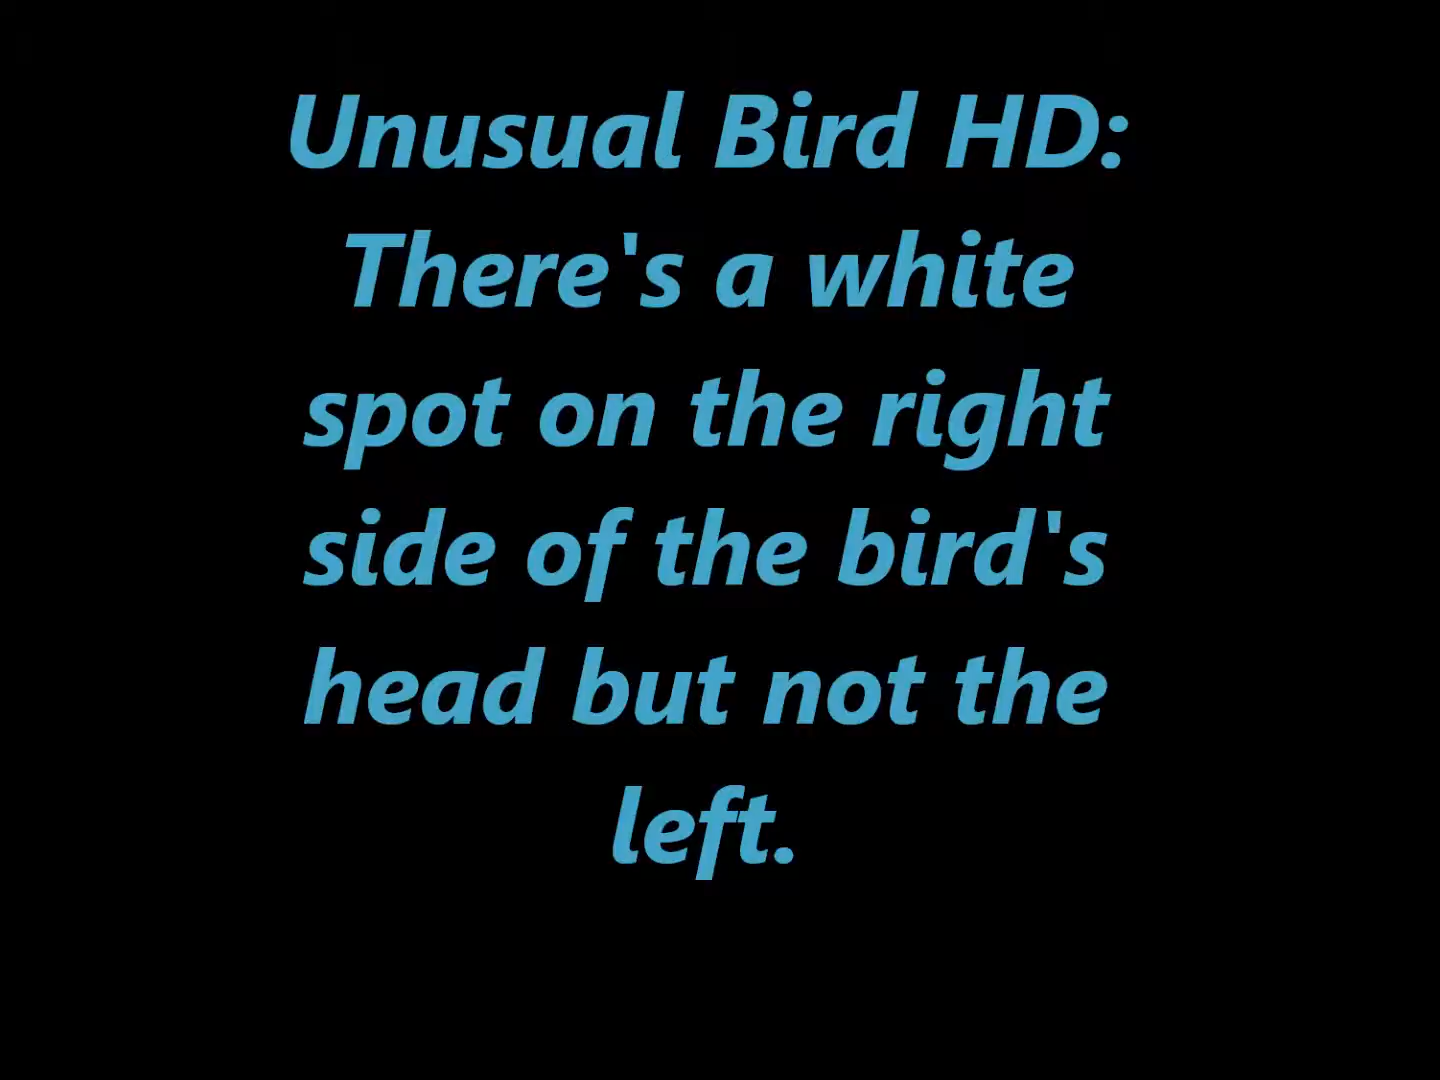 Unusual Bird HD:
There's a white
spot on the right
side of the bird's
head but not the
left.